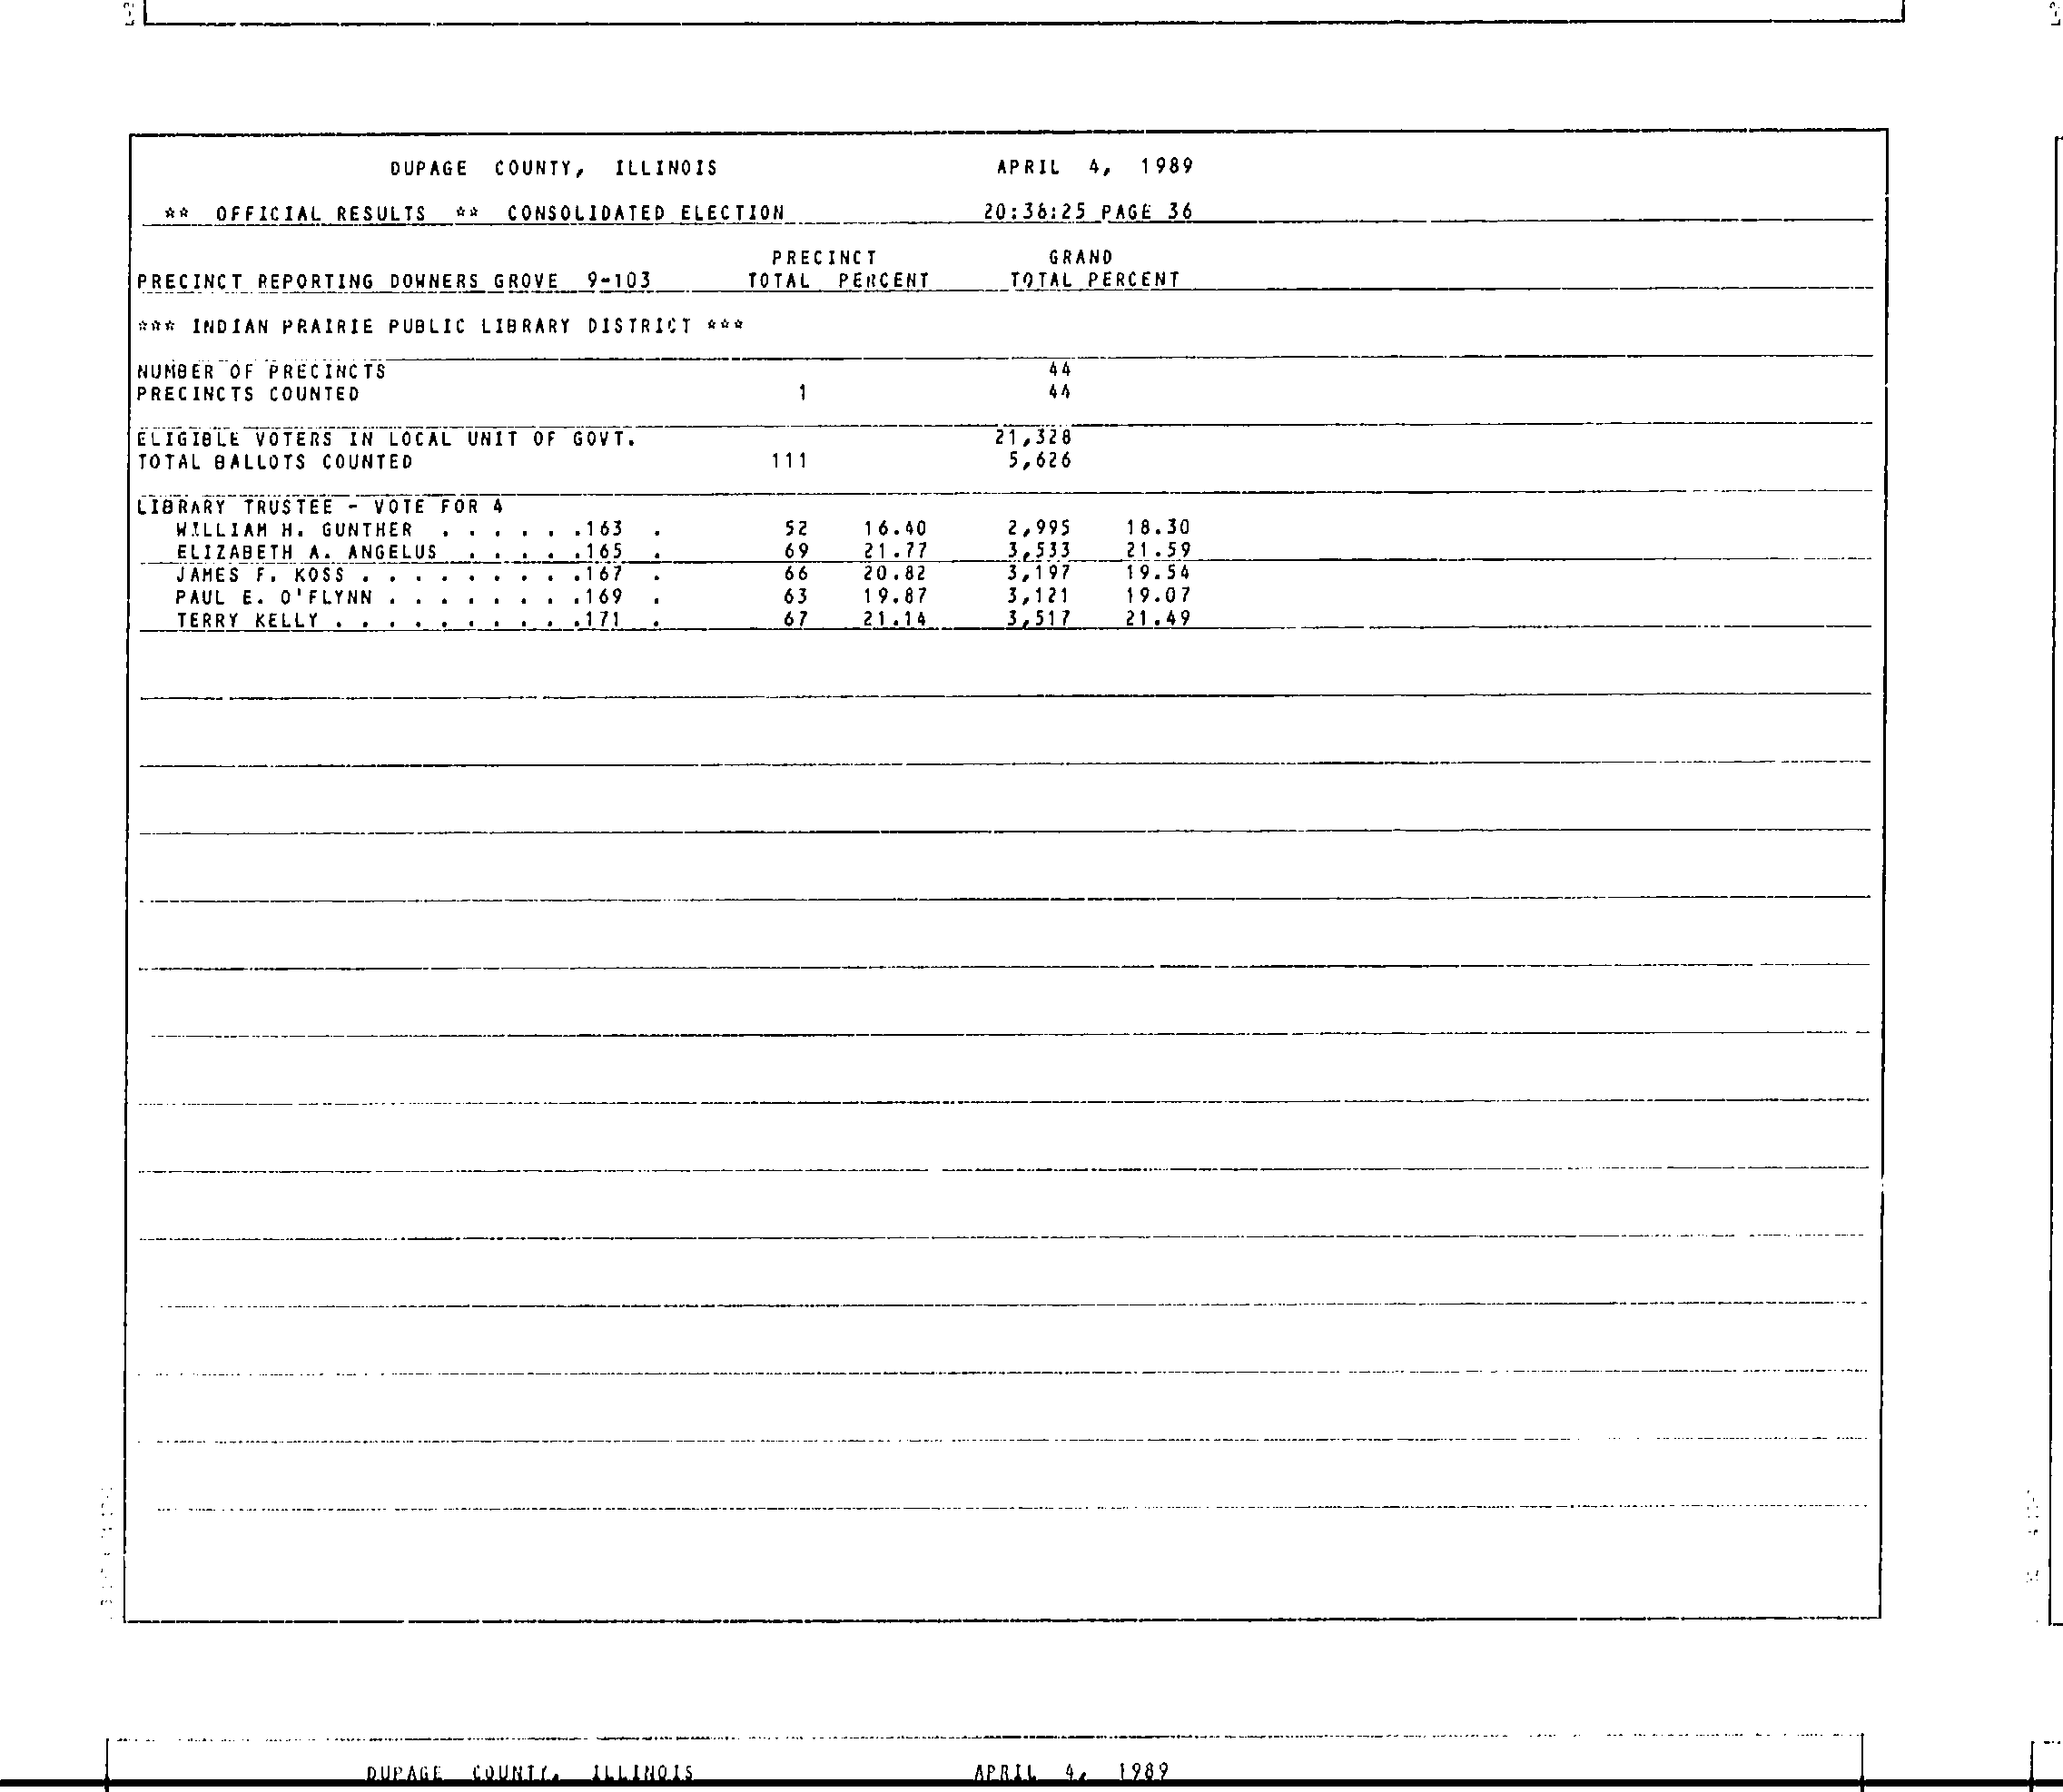 DUPAGE COUNTY, ILLINOIS APRIL 4, 1989
** OFFICIAL RESULTS ** CONSOLIDATED ELECTION 20:36:25 PAGE 36
PRECINCT GRAND
PRECINCT REPORTING DOWNERS GROVE 9-103 TOTAL PERCENT TOTAL PERCENT
*** INDIAN PRAIRIE PUBLIC LIBRARY DISTRICT ***
NUMBER OF PRECINCTS 44
PRECINCTS COUNTED 1 44
ELIGIBLE VOTERS IN LOCAL UNIT OF GOVT. 21,328
TOTAL BALLOTS COUNTED 111 5,626
LIBRARY TRUSTEE - VOTE FOR 4
WILLIAM H. GUNTHER . . . . . .163 . 52 16.40 2,995 18.30
ELIZABETH A. ANGELUS . . . . .165 . 69 21.77 3,533 21.59
JAMES F. KOSS . . . . . . . . .167 . 66 20.82 3,197 19.54
PAUL E. O'FLYNN . . . . . . . .169 . 63 19.87 3,121 19.07
TERRY KELLY . . . . . . . . . .171 . 67 21.14 3,517 21.49
DUPAGE COUNTY, ILLINOIS APRIL 4, 1989